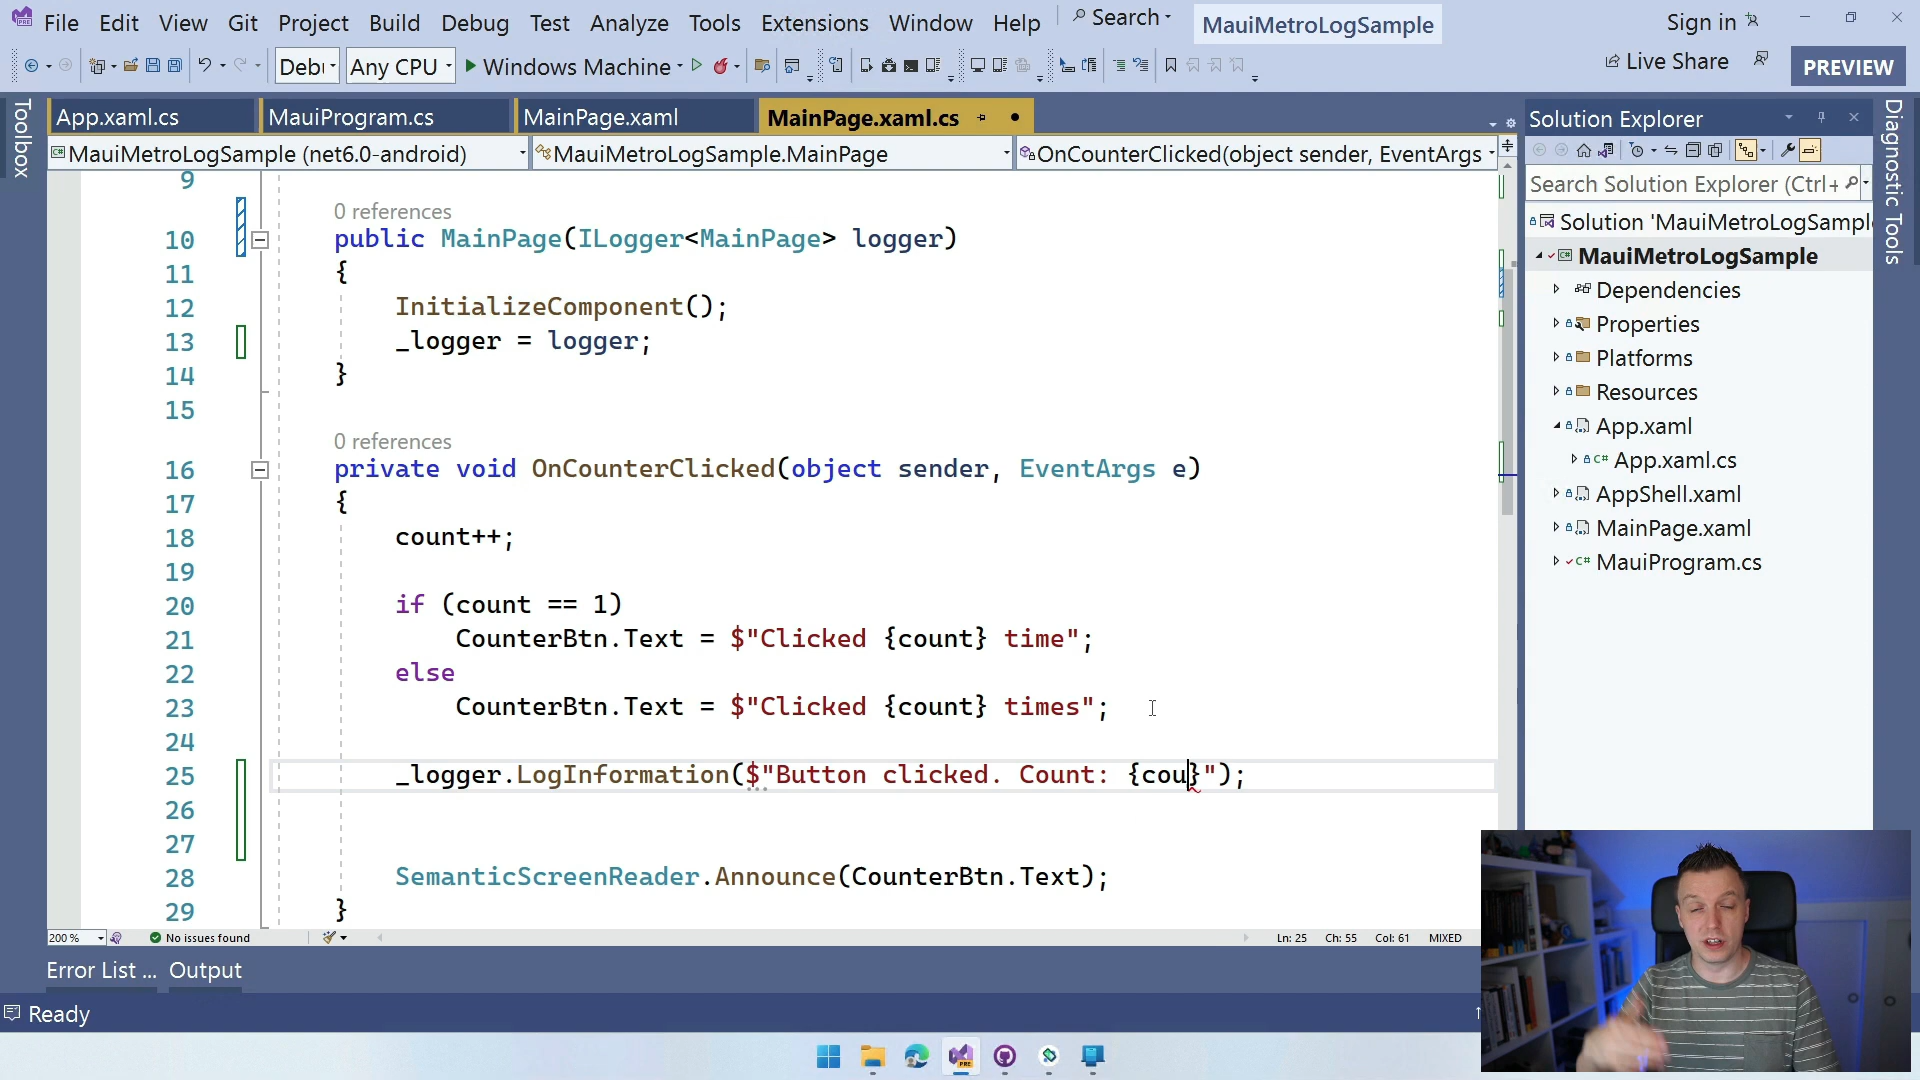 File Edit View Git Project Build Debug Test Analyze Tools Extensions Window Help Search MauiMetroLogSample Sign in
Any CPU Windows Machine Live Share PREVIEW
Toolbox
App.xaml.cs MauiProgram.cs MainPage.xaml MainPage.xaml.cs
MauiMetroLogSample (net6.0-android) MauiMetroLogSample.MainPage OnCounterClicked(object sender, EventArgs
9
0 references
10 public MainPage(ILogger<MainPage> logger)
11 {
12 InitializeComponent();
13 _logger = logger;
14 }
15
0 references
16 private void OnCounterClicked(object sender, EventArgs e)
17 {
18 count++;
19
20 if (count == 1)
21 CounterBtn.Text = $"Clicked {count} time";
22 else
23 CounterBtn.Text = $"Clicked {count} times";
24
25 _logger.LogInformation($"Button clicked. Count: {cou}");
26
27
28 SemanticScreenReader.Announce(CounterBtn.Text);
29 }
200 % No issues found Ln: 25 Ch: 55 Col: 61 MIXED
Error List ... Output
Ready
Solution Explorer
Search Solution Explorer (Ctrl+
Solution 'MauiMetroLogSample
MauiMetroLogSample
Dependencies
Properties
Platforms
Resources
App.xaml
App.xaml.cs
AppShell.xaml
MainPage.xaml
MauiProgram.cs
Diagnostic Tools